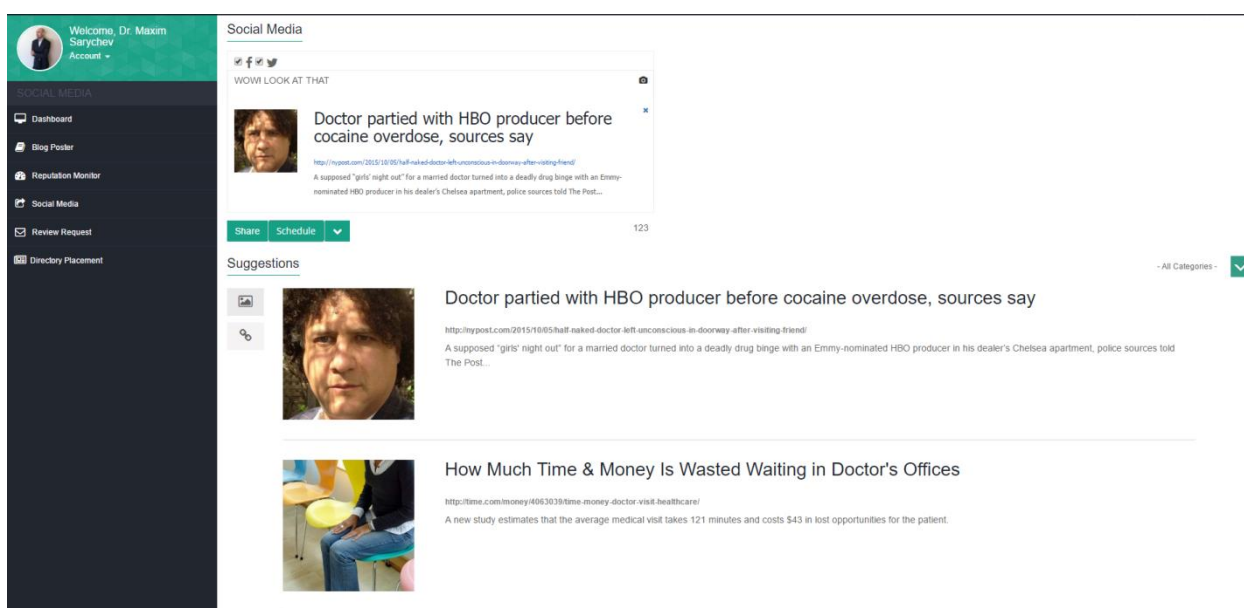 Welcome, Dr. Maxim
Sarychev
Account
SOCIAL MEDIA
Dashboard
Blog Poster
Reputation Monitor
Social Media
Review Request
Directory Placement
Social Media
WOW! LOOK AT THAT
Doctor partied with HBO producer before
cocaine overdose, sources say
http://nypost.com/2015/10/05/half-naked-doctor-left-unconscious-in-doorway-after-visiting-friend/
A supposed "girls' night out" for a married doctor turned into a deadly drug binge with an Emmy-
nominated HBO producer in his dealer's Chelsea apartment, police sources told The Post...
Share Schedule
123
Suggestions
- All Categories -
Doctor partied with HBO producer before cocaine overdose, sources say
http://nypost.com/2015/10/05/half-naked-doctor-left-unconscious-in-doorway-after-visiting-friend/
A supposed "girls' night out" for a married doctor turned into a deadly drug binge with an Emmy-nominated HBO producer in his dealer's Chelsea apartment, police sources told
The Post...
How Much Time & Money Is Wasted Waiting in Doctor's Offices
http://time.com/money/4063039/time-money-doctor-visit-healthcare/
A new study estimates that the average medical visit takes 121 minutes and costs $43 in lost opportunities for the patient.